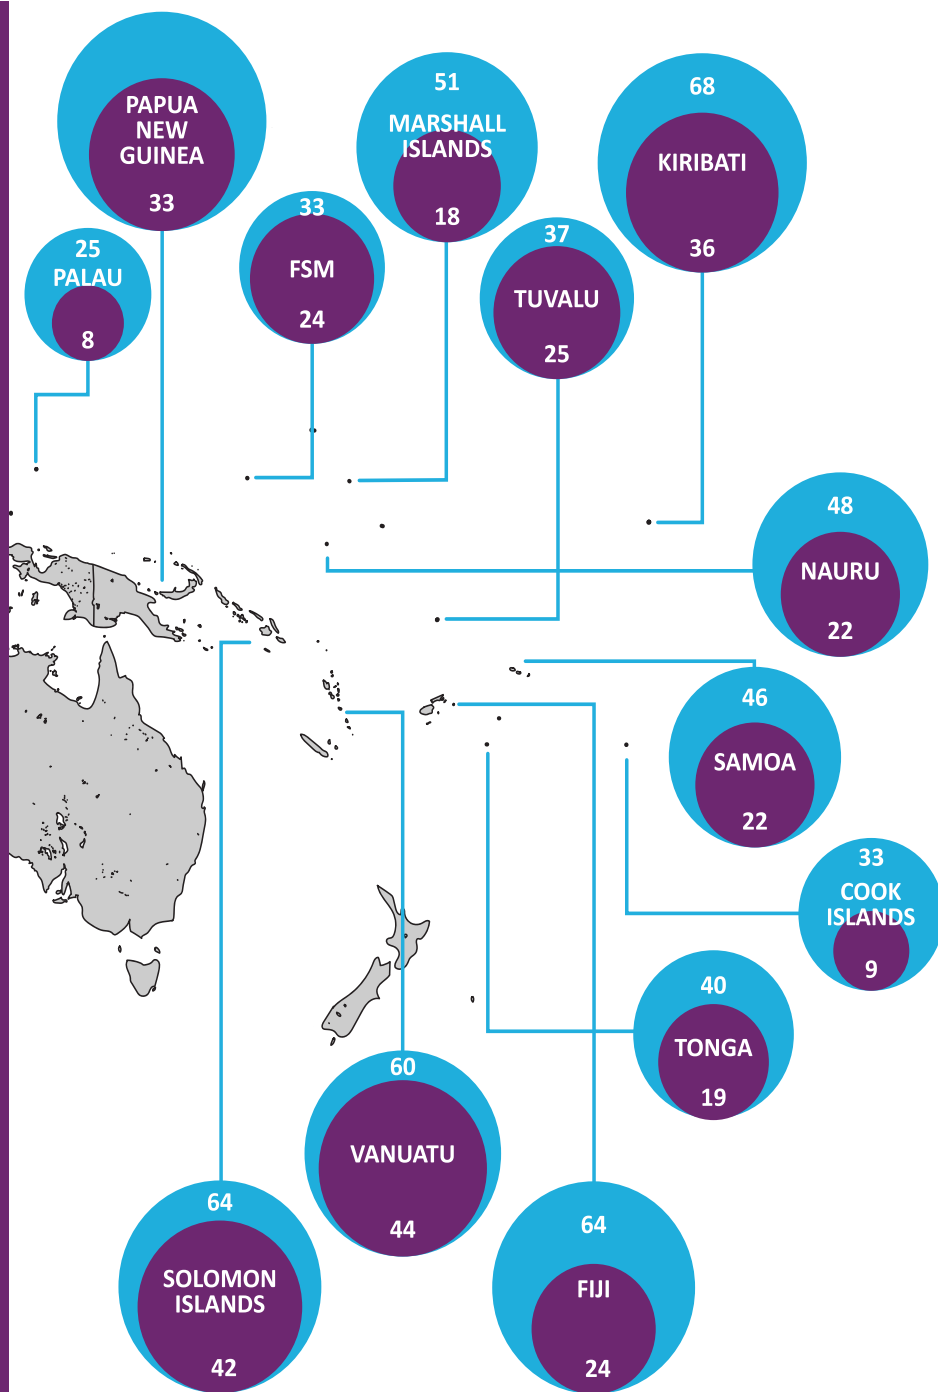 PAPUA
NEW
GUINEA
33
51
MARSHALL
ISLANDS
18
68
KIRIBATI
36
25
PALAU
8
33
FSM
24
37
TUVALU
25
48
NAURU
22
46
SAMOA
22
33
COOK
ISLANDS
9
40
TONGA
19
60
VANUATU
44
64
SOLOMON
ISLANDS
42
64
FIJI
24